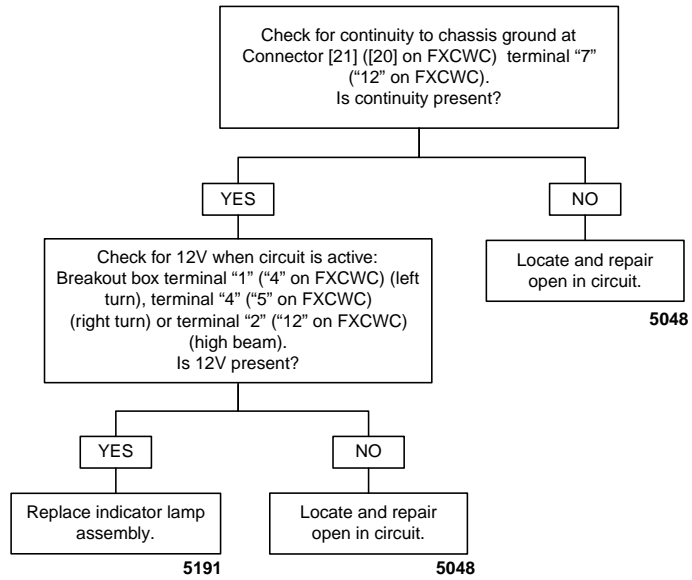 Check for continuity to chassis ground at
Connector [21] ([20] on FXCWC) terminal “7”
(“12” on FXCWC).
Is continuity present?
YES
NO
Check for 12V when circuit is active:
Breakout box terminal “1” (“4” on FXCWC) (left
turn), terminal “4” (“5” on FXCWC)
(right turn) or terminal “2” (“12” on FXCWC)
(high beam).
Is 12V present?
Locate and repair
open in circuit.
5048
YES
NO
Replace indicator lamp
assembly.
5191
Locate and repair
open in circuit.
5048